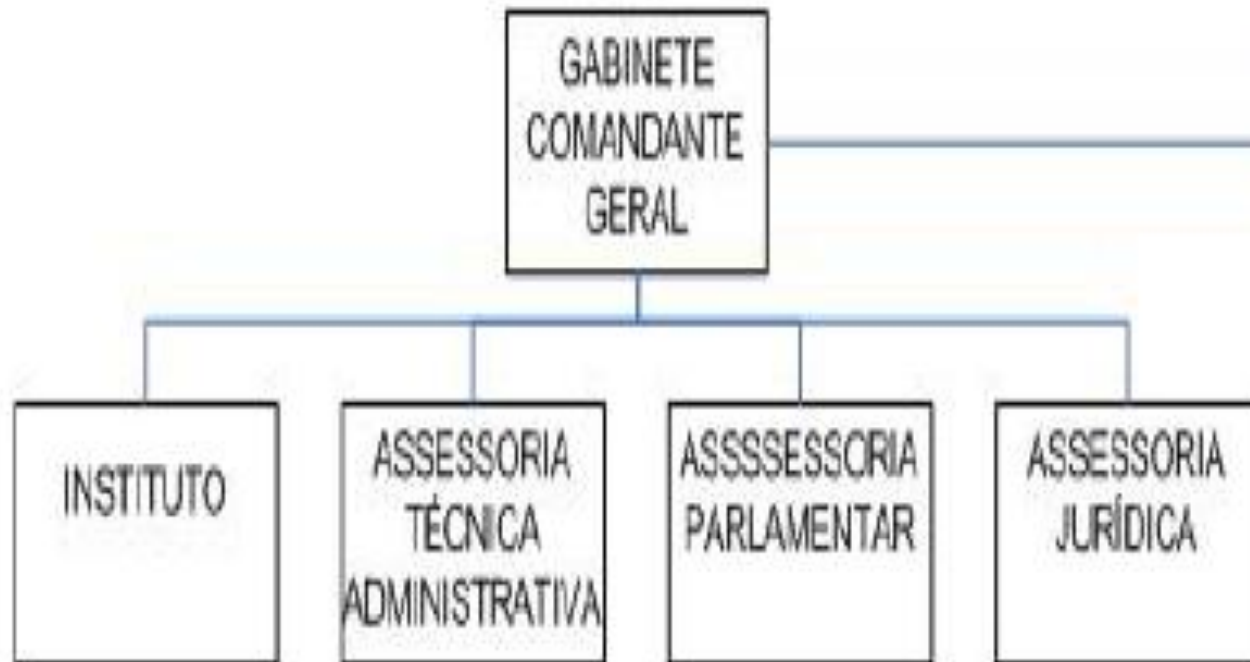 GABINETE
COMANDANTE
GERAL
INSTITUTO
ASSESSORIA
TÉCNICA
ADMINISTRATIVA
ASSSSESSORIA
PARLAMENTAR
ASSESSORIA
JURÍDICA